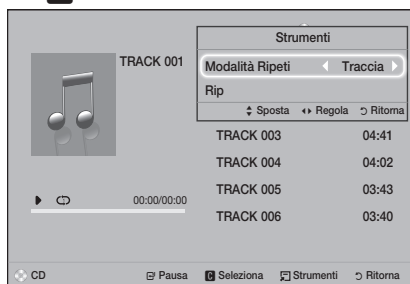 Strumenti
TRACK 001
Modalità Ripeti Traccia
Rip
Sposta Regola Ritorna
TRACK 003 04:41
TRACK 004 04:02
TRACK 005 03:43
00:00/00:00
TRACK 006 03:40
CD Pausa C Seleziona Strumenti Ritorna